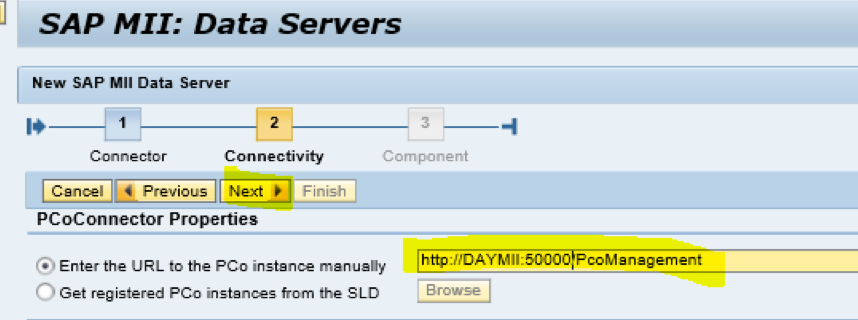 SAP MII: Data Servers
New SAP MII Data Server
1 2 3
Connector Connectivity Component
Cancel Previous Next Finish
PCoConnector Properties
Enter the URL to the PCo instance manually http://DAYMII:50000/PcoManagement
Get registered PCo instances from the SLD Browse